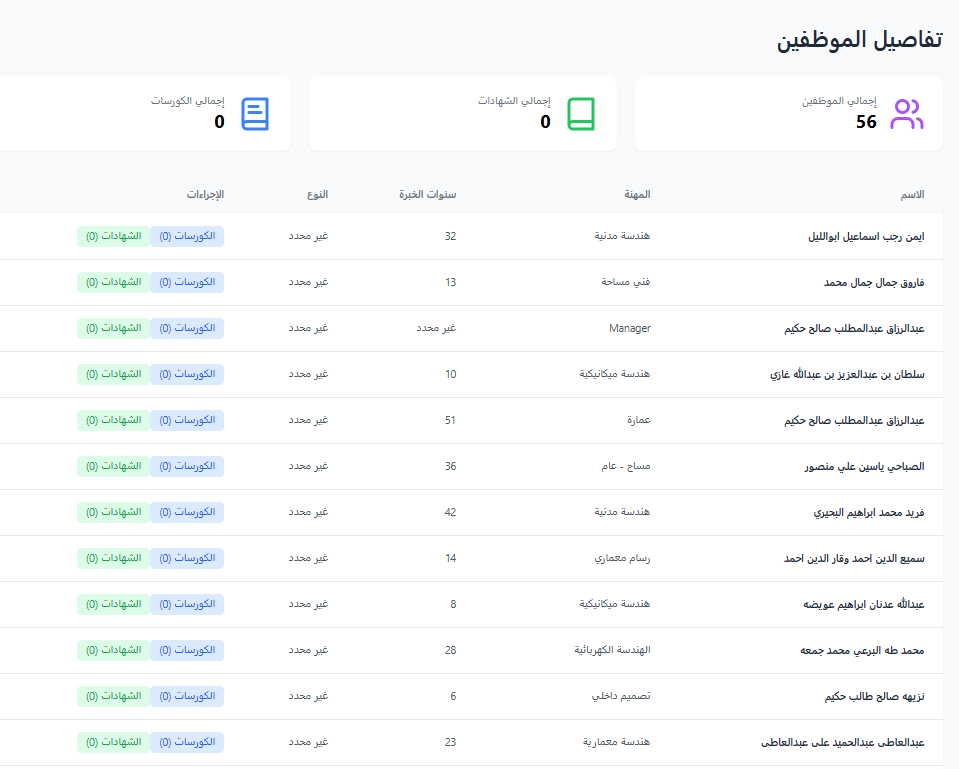 تفاصيل الموظفين
إجمالي الموظفين
56
إجمالي الشهادات
0
إجمالي الكورسات
0
الاسم المهنة سنوات الخبرة النوع الإجراءات
ايمن رجب اسماعيل ابوالليل هندسة مدنية 32 غير محدد الكورسات (0) الشهادات (0)
فاروق جمال جمال محمد فني مساحة 13 غير محدد الكورسات (0) الشهادات (0)
عبدالرزاق عبدالمطلب صالح حكيم Manager غير محدد غير محدد الكورسات (0) الشهادات (0)
سلطان بن عبدالعزيز بن عبدالله غازي هندسة ميكانيكية 10 غير محدد الكورسات (0) الشهادات (0)
عبدالرزاق عبدالمطلب صالح حكيم عمارة 51 غير محدد الكورسات (0) الشهادات (0)
الصباحي ياسين علي منصور مساح - عام 36 غير محدد الكورسات (0) الشهادات (0)
فريد محمد ابراهيم البحيري هندسة مدنية 42 غير محدد الكورسات (0) الشهادات (0)
سميع الدين احمد وقار الدين احمد رسام معماري 14 غير محدد الكورسات (0) الشهادات (0)
عبدالله عدنان ابراهيم عويضه هندسة ميكانيكية 8 غير محدد الكورسات (0) الشهادات (0)
محمد طه البرعي محمد جمعه الهندسة الكهربائية 28 غير محدد الكورسات (0) الشهادات (0)
نزيهه صالح طالب حكيم تصميم داخلي 6 غير محدد الكورسات (0) الشهادات (0)
عبدالعاطى عبدالحميد على عبدالعاطى هندسة معمارية 23 غير محدد الكورسات (0) الشهادات (0)